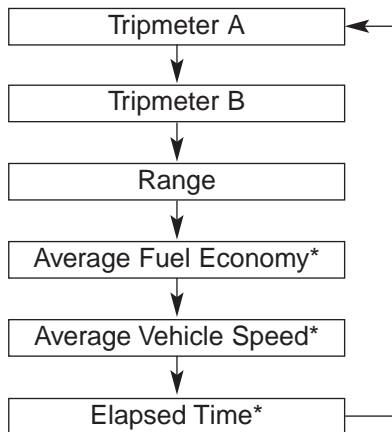 Tripmeter A
Tripmeter B
Range
Average Fuel Economy*
Average Vehicle Speed*
Elapsed Time*